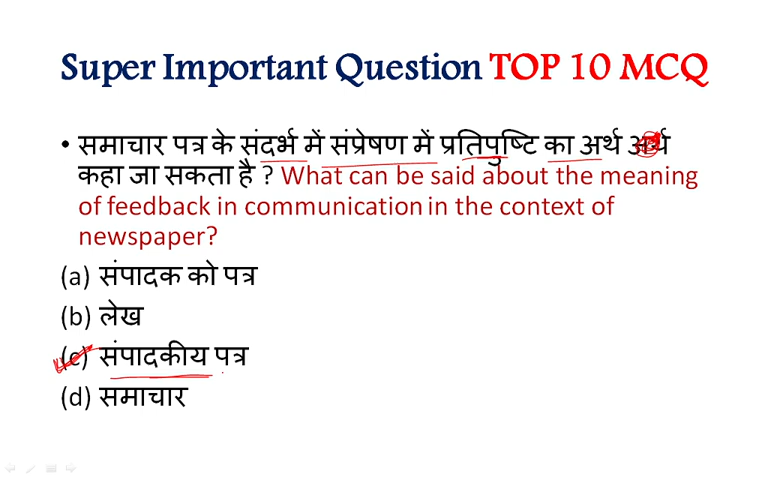 Super Important Question TOP 10 MCQ
• समाचार पत्र के संदर्भ में संप्रेषण में प्रतिपुष्टि का अर्थ अर्थ
कहा जा सकता है ? What can be said about the meaning
of feedback in communication in the context of
newspaper?
(a) संपादक को पत्र
(b) लेख
(c) संपादकीय पत्र
(d) समाचार